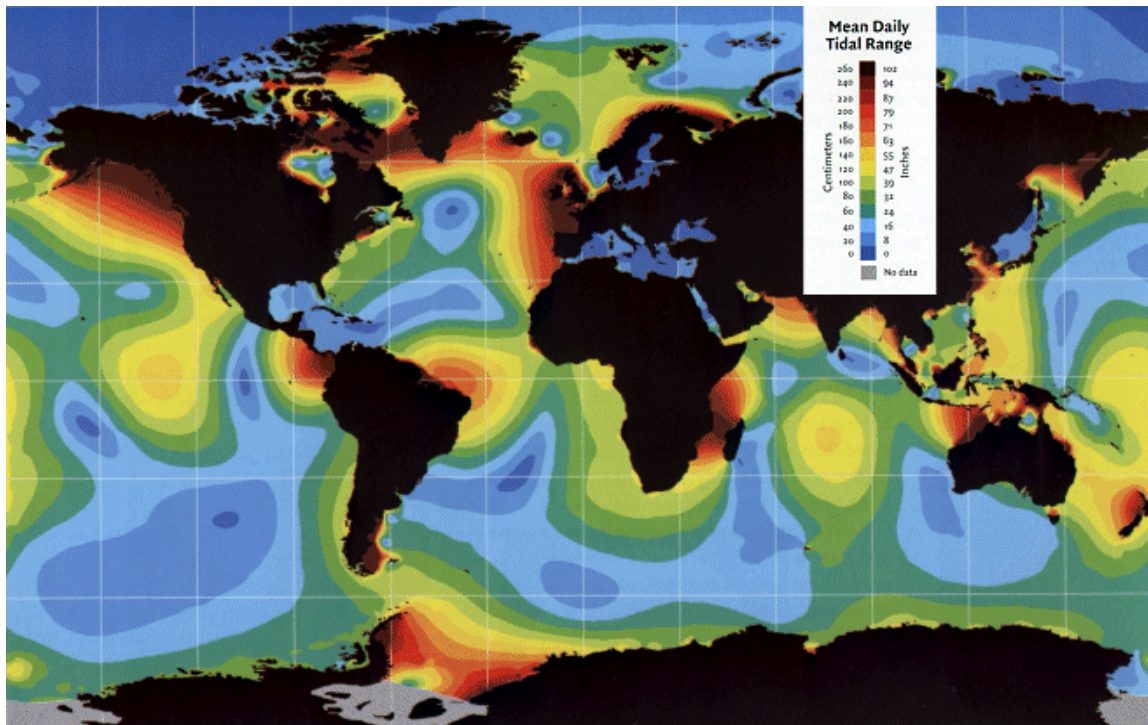 Mean Daily
Tidal Range
260 102
240 94
220 87
200 79
180 71
160 63
140 55
120 47
100 39
80 32
60 24
40 16
20 8
0 0
Centimeters
Inches
No data